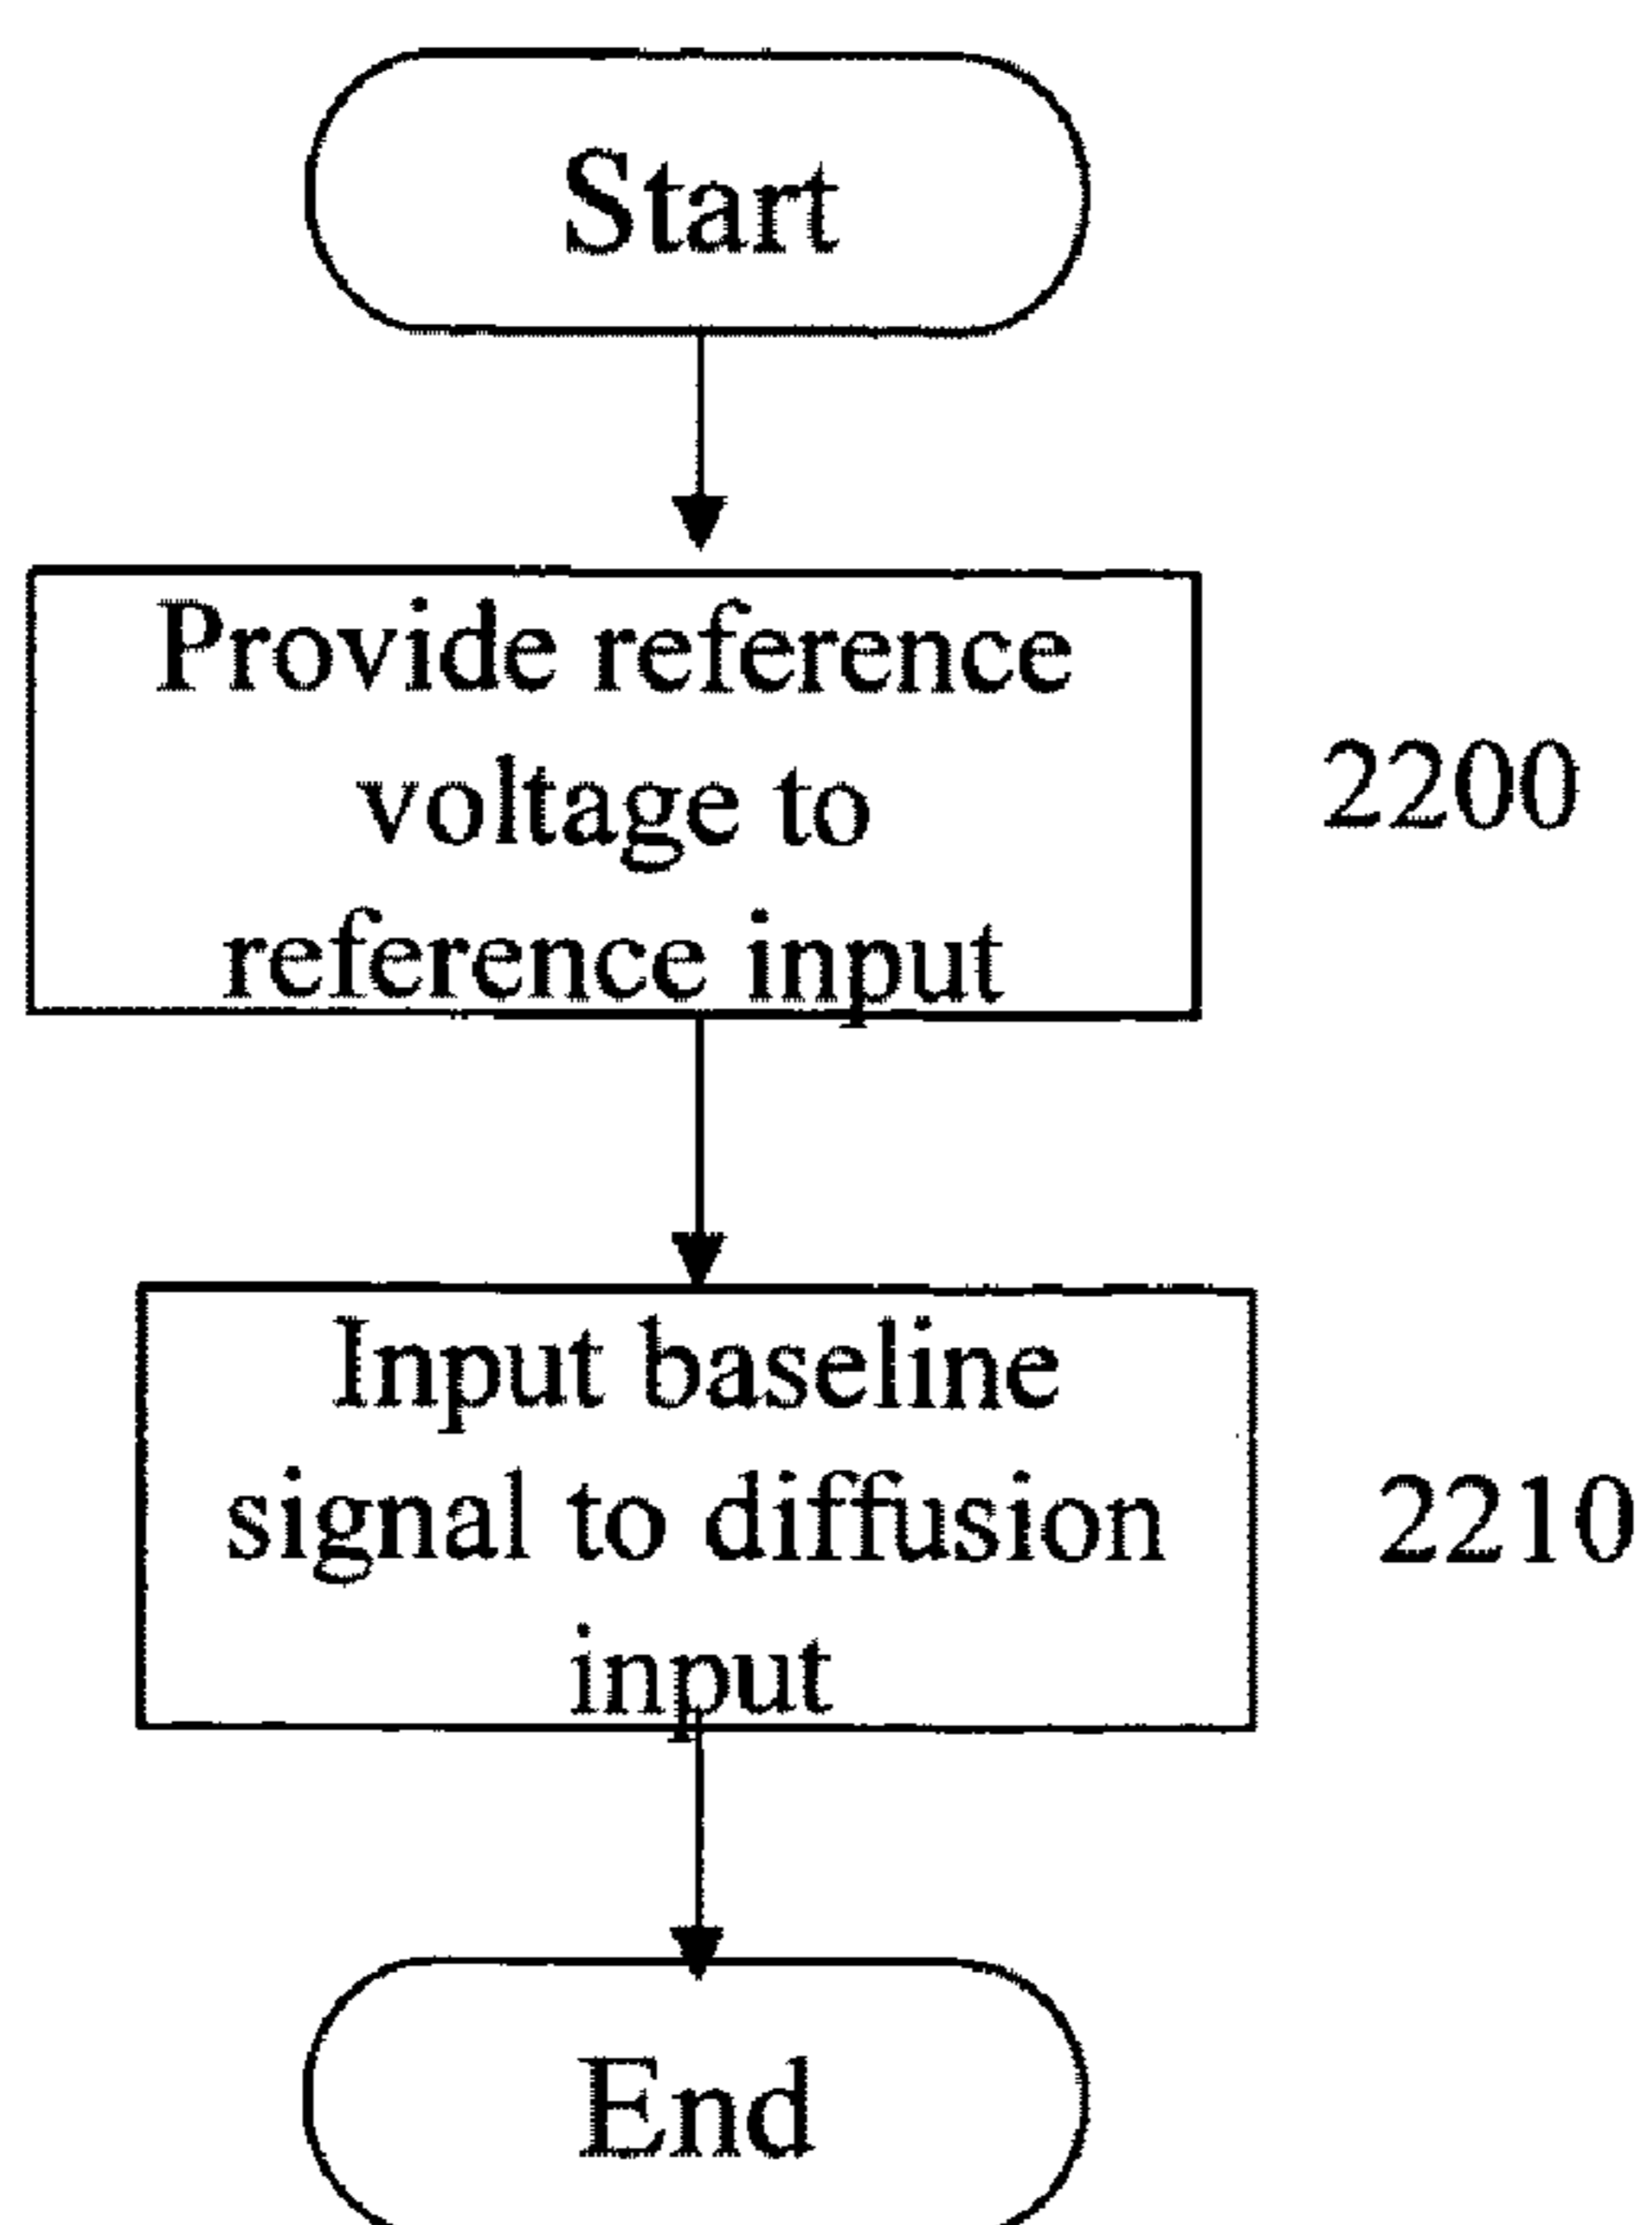 Start
Provide reference
voltage to
reference input
2200
Input baseline
signal to diffusion
input
2210
End